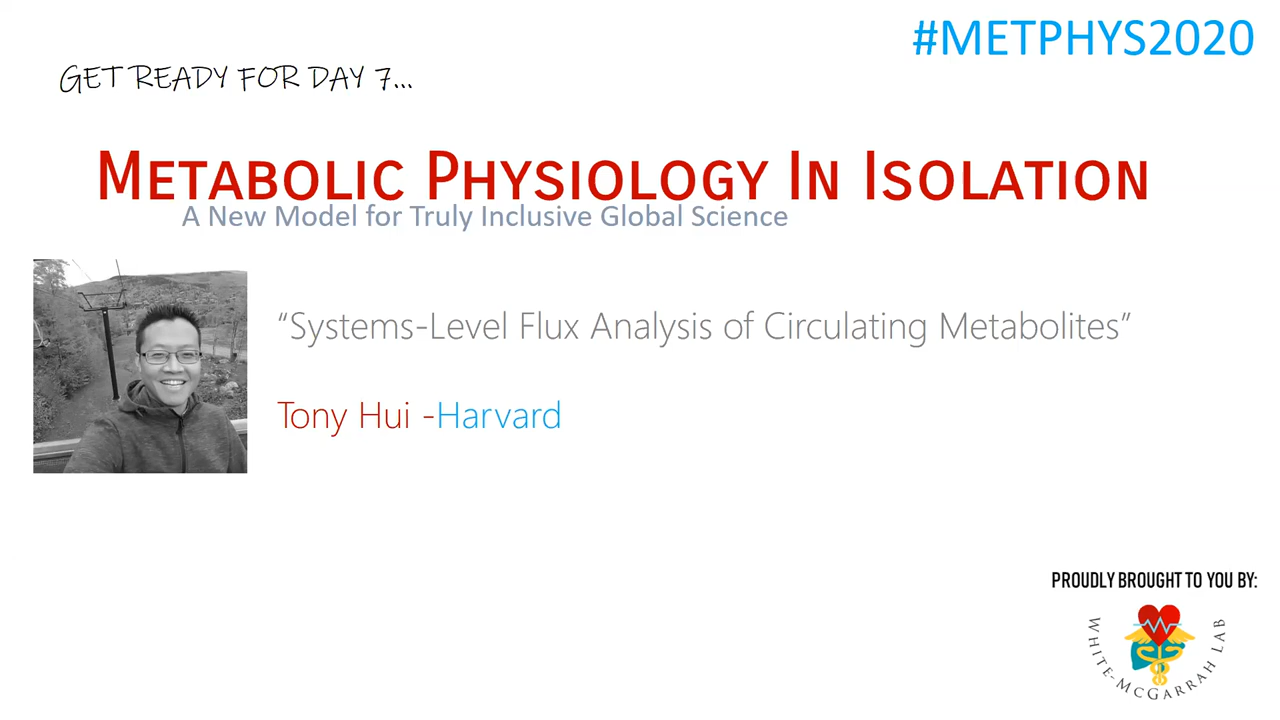 #METPHYS2020
GET READY FOR DAY 7...
METABOLIC PHYSIOLOGY IN ISOLATION
A New Model for Truly Inclusive Global Science
“Systems-Level Flux Analysis of Circulating Metabolites”
Tony Hui -Harvard
PROUDLY BROUGHT TO YOU BY:
WHITE-MCGARRAH LAB